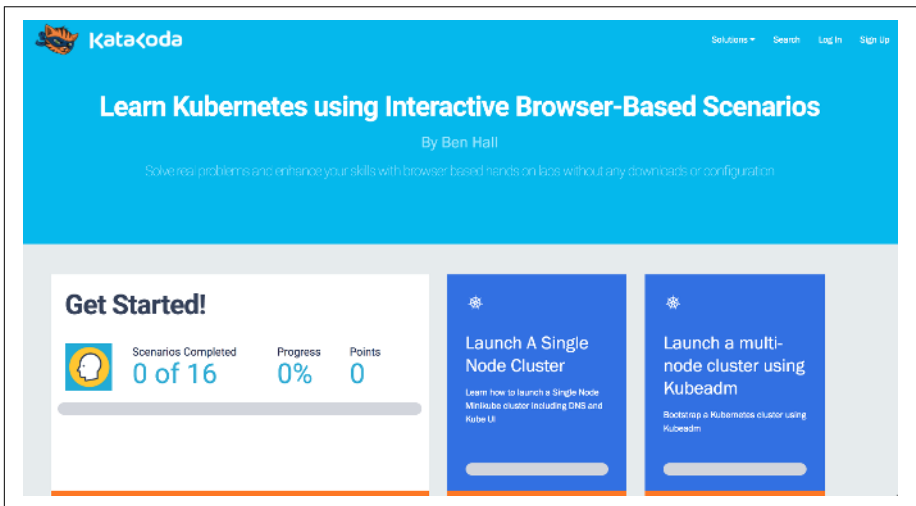 Katacoda
Solutions
Search
Log In
Sign Up
Learn Kubernetes using Interactive Browser-Based Scenarios
By Ben Hall
Solve real problems and enhance your skills with browser based hands on labs without any downloads or configuration
Get Started!
Scenarios Completed
0 of 16
Progress
0%
Points
0
Launch A Single
Node Cluster
Learn how to launch a Single Node
Minikube cluster including DNS and
Kube UI
Launch a multi-
node cluster using
Kubeadm
Bootstrap a Kubernetes cluster using
Kubeadm